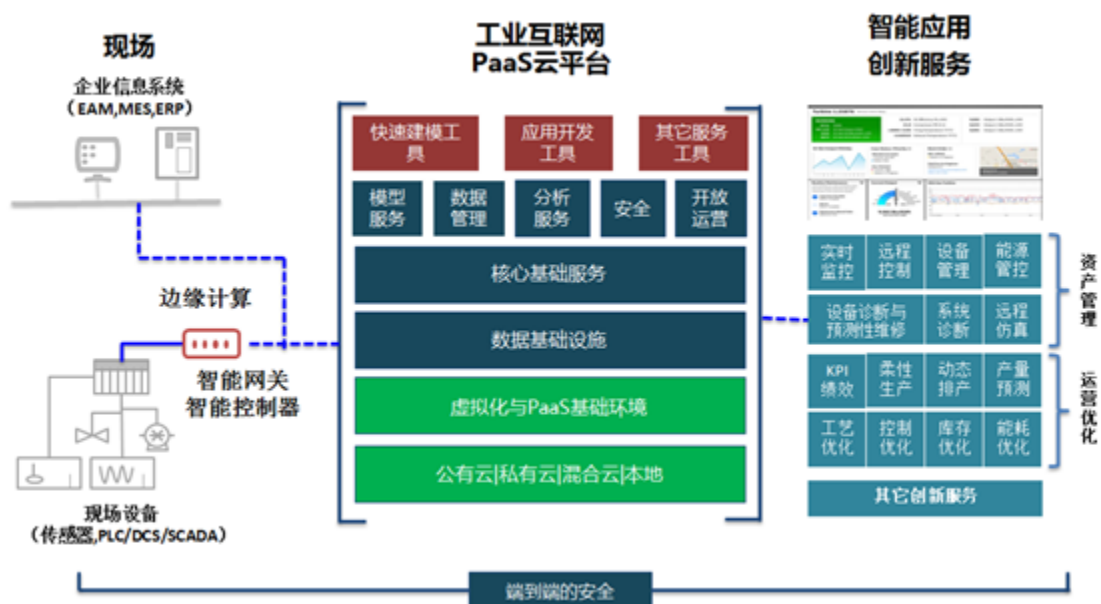 现场
企业信息系统
（EAM,MES,ERP）
边缘计算
智能网关
智能控制器
现场设备
（传感器,PLC/DCS/SCADA）
工业互联网
PaaS云平台
快速建模工
具
应用开发
工具
其它服务
工具
模型
服务
数据
管理
分析
服务
安全
开放
运营
核心基础服务
数据基础设施
虚拟化与PaaS基础环境
公有云|私有云|混合云|本地
智能应用
创新服务
实时
监控
远程
控制
设备
管理
能源
管控
设备诊断与
预测性维修
系统
诊断
远程
仿真
资产管理
KPI
绩效
柔性
生产
动态
排产
产量
预测
工艺
优化
控制
优化
库存
优化
能耗
优化
运营优化
其它创新服务
端到端的安全